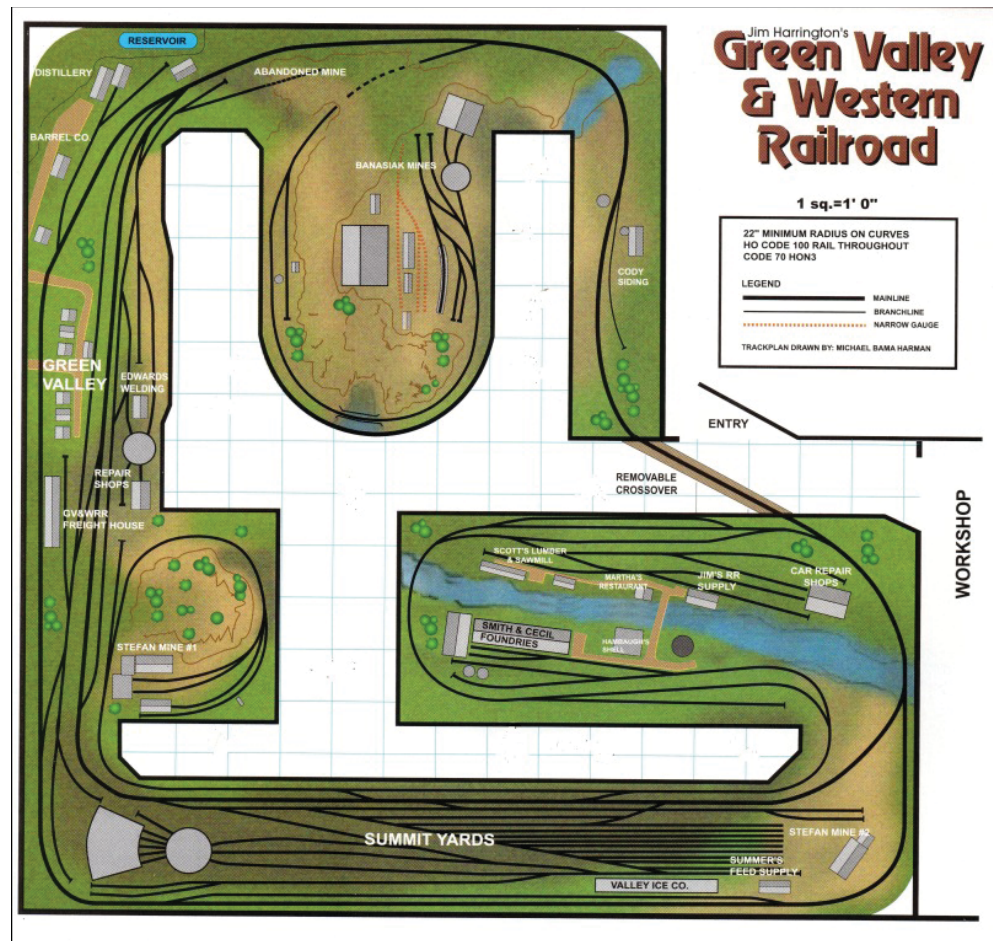 Jim Harrington's
Green Valley
& Western
Railroad
1 sq.=1' 0"
22" MINIMUM RADIUS ON CURVES
HO CODE 100 RAIL THROUGHOUT
CODE 70 HON3
LEGEND
MAINLINE
BRANCHLINE
NARROW GAUGE
TRACKPLAN DRAWN BY: MICHAEL BAMA HARMAN
RESERVOIR
DISTILLERY
ABANDONED MINE
BARREL CO.
BANASIAK MINES
CODY
SIDING
GREEN
VALLEY
EDWARDS
WELDING
ENTRY
REMOVABLE
CROSSOVER
WORKSHOP
REPAIR
SHOPS
GV&WRR
FREIGHT HOUSE
SCOTT'S LUMBER
& SAWMILL
MARTHA'S
RESTAURANT
JIM'S RR
SUPPLY
CAR REPAIR
SHOPS
SMITH & CECIL
FOUNDRIES
HAMBAUGH'S
SHELL
STEFAN MINE #1
SUMMIT YARDS
STEFAN MINE #2
SUMMER'S
FEED SUPPLY
VALLEY ICE CO.